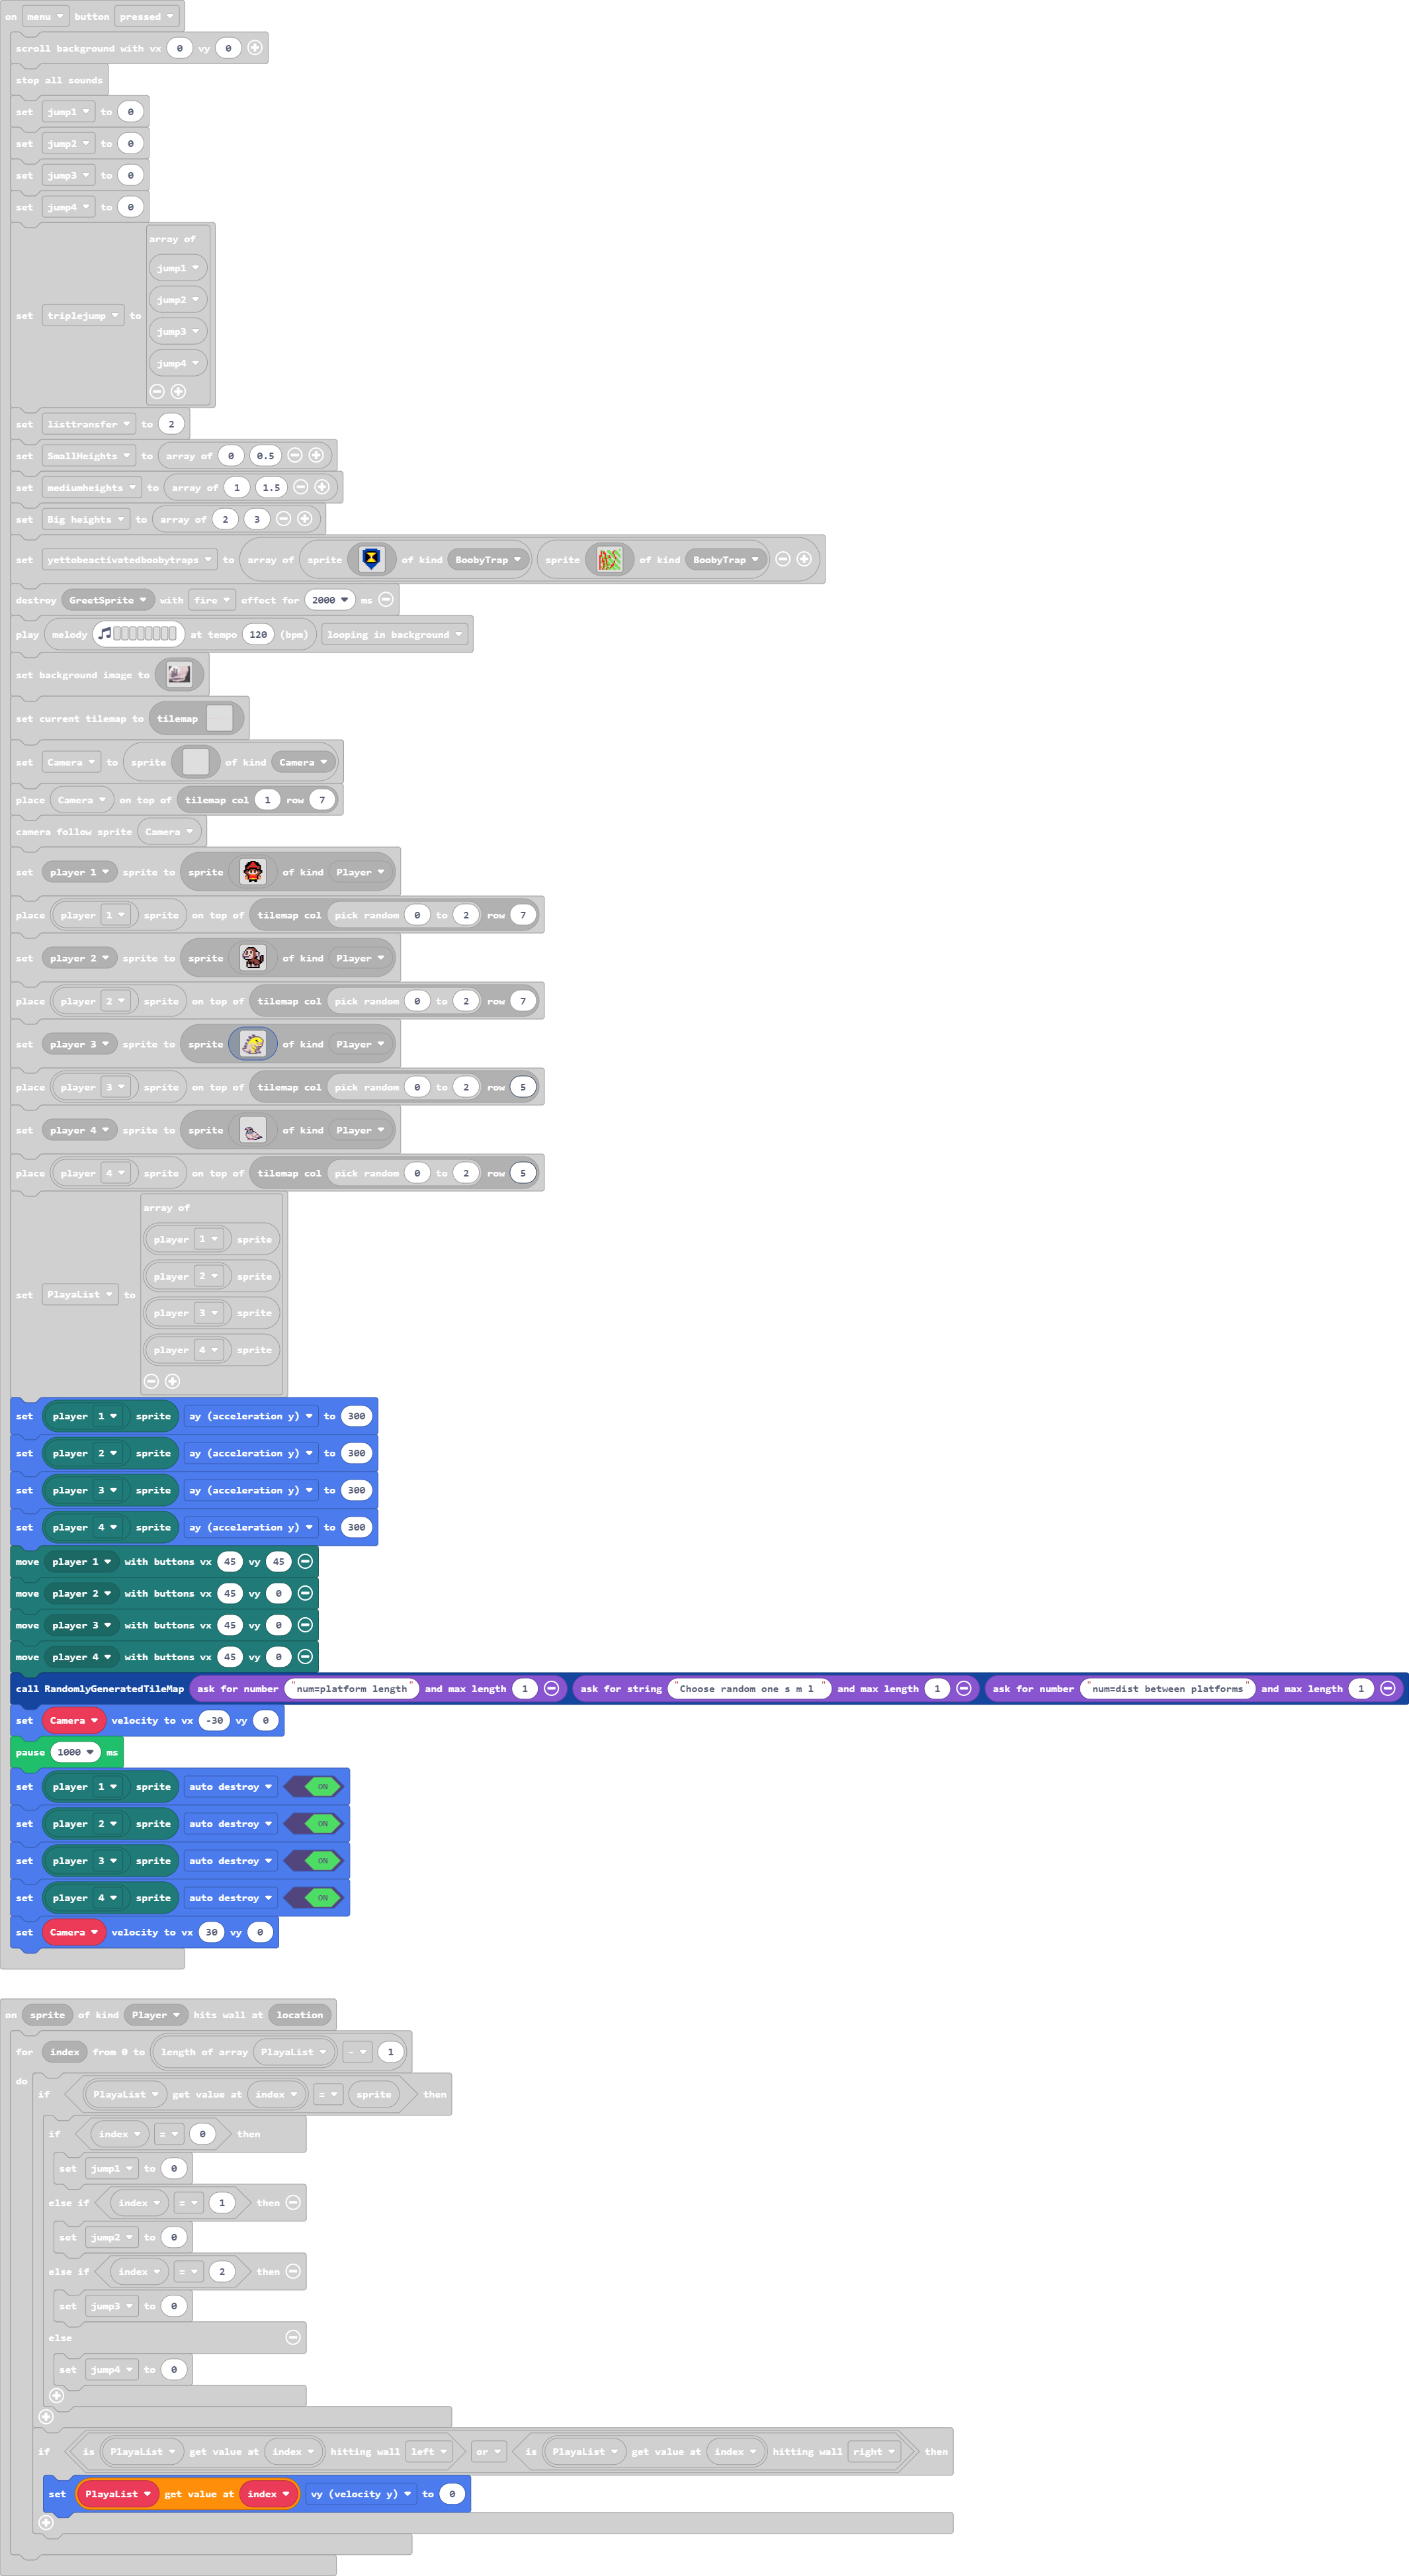 on menu button pressed
scroll background with vx 0 vy 0
stop all sounds
set jump1 to 0
set jump2 to 0
set jump3 to 0
set jump4 to 0
array of
jump1
jump2
set triplejump to
jump3
jump4
set listtransfer to 2
set SmallHeights to array of 0 0.5
set mediumheights to array of 1 1.5
set Big heights to array of 2 3
set yettobeactivatedboobytraps to array of sprite of kind BoobyTrap sprite of kind BoobyTrap
destroy GreetSprite with fire effect for 2000 ms
play melody at tempo 120 (bpm) looping in background
set background image to
set current tilemap to tilemap
set Camera to sprite of kind Camera
place Camera on top of tilemap col 1 row 7
camera follow sprite Camera
set player 1 sprite to sprite of kind Player
place player 1 sprite on top of tilemap col pick random 0 to 2 row 7
set player 2 sprite to sprite of kind Player
place player 2 sprite on top of tilemap col pick random 0 to 2 row 7
set player 3 sprite to sprite of kind Player
place player 3 sprite on top of tilemap col pick random 0 to 2 row 5
set player 4 sprite to sprite of kind Player
place player 4 sprite on top of tilemap col pick random 0 to 2 row 5
array of
player 1 sprite
player 2 sprite
set PlayaList to
player 3 sprite
player 4 sprite
set player 1 sprite ay (acceleration y) to 300
set player 2 sprite ay (acceleration y) to 300
set player 3 sprite ay (acceleration y) to 300
set player 4 sprite ay (acceleration y) to 300
move player 1 with buttons vx 45 vy 45
move player 2 with buttons vx 45 vy 0
move player 3 with buttons vx 45 vy 0
move player 4 with buttons vx 45 vy 0
call RandomlyGeneratedTileMap ask for number "num=platform length" and max length 1 ask for string "Choose random one s m l " and max length 1 ask for number "num=dist between platforms" and max length 1
set Camera velocity to vx -30 vy 0
pause 1000 ms
set player 1 sprite auto destroy ON
set player 2 sprite auto destroy ON
set player 3 sprite auto destroy ON
set player 4 sprite auto destroy ON
set Camera velocity to vx 30 vy 0
on sprite of kind Player hits wall at location
for index from 0 to length of array PlayaList - 1
do
if PlayaList get value at index = sprite then
if index = 0 then
set jump1 to 0
else if index = 1 then
set jump2 to 0
else if index = 2 then
set jump3 to 0
else
set jump4 to 0
if is PlayaList get value at index hitting wall left or is PlayaList get value at index hitting wall right then
set PlayaList get value at index vy (velocity y) to 0